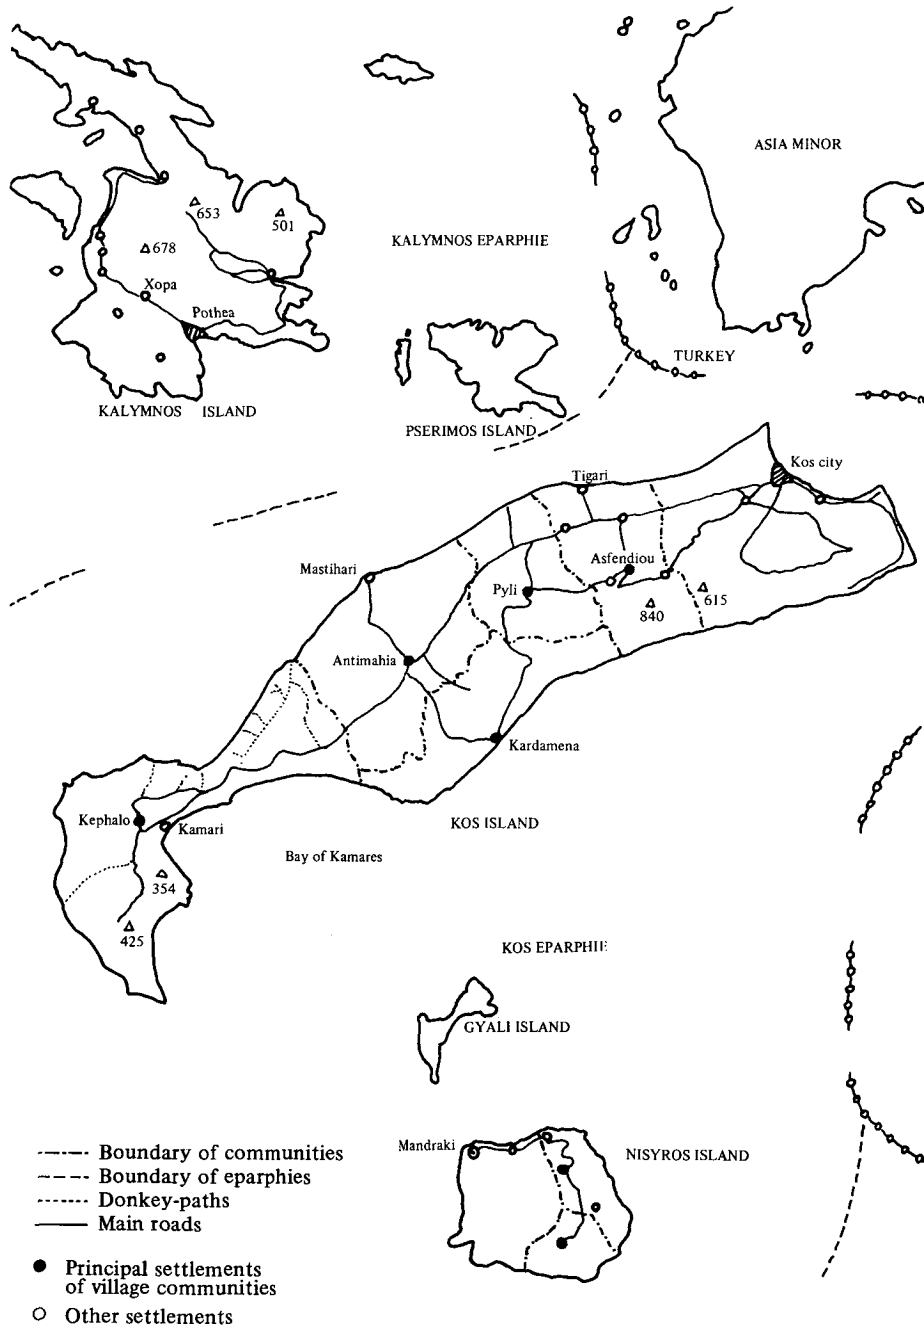 ASIA MINOR
653
501
KALYMNOS EPARPHIE
678
Xopa
Pothea
TURKEY
KALYMNOS ISLAND
PSERIMOS ISLAND
Kos city
Tigari
Mastihari
Asfendiou
Pyli
615
840
Antimahia
Kardamena
Kephalo
Kamari
KOS ISLAND
Bay of Kamares
354
425
KOS EPARPHIE
GYALI ISLAND
Mandraki
NISYROS ISLAND
Boundary of communities
Boundary of eparphies
Donkey-paths
Main roads
Principal settlements
of village communities
Other settlements